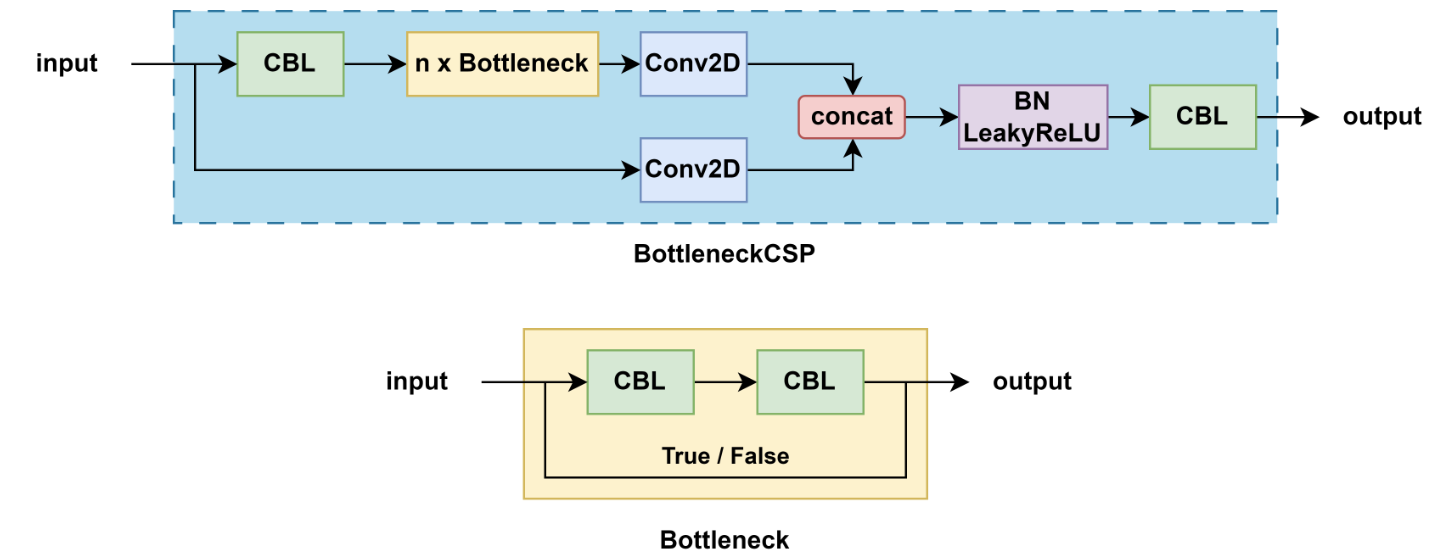 input
CBL
n x Bottleneck
Conv2D
concat
BN
LeakyReLU
CBL
output
Conv2D
BottleneckCSP
input
CBL
CBL
output
True / False
Bottleneck